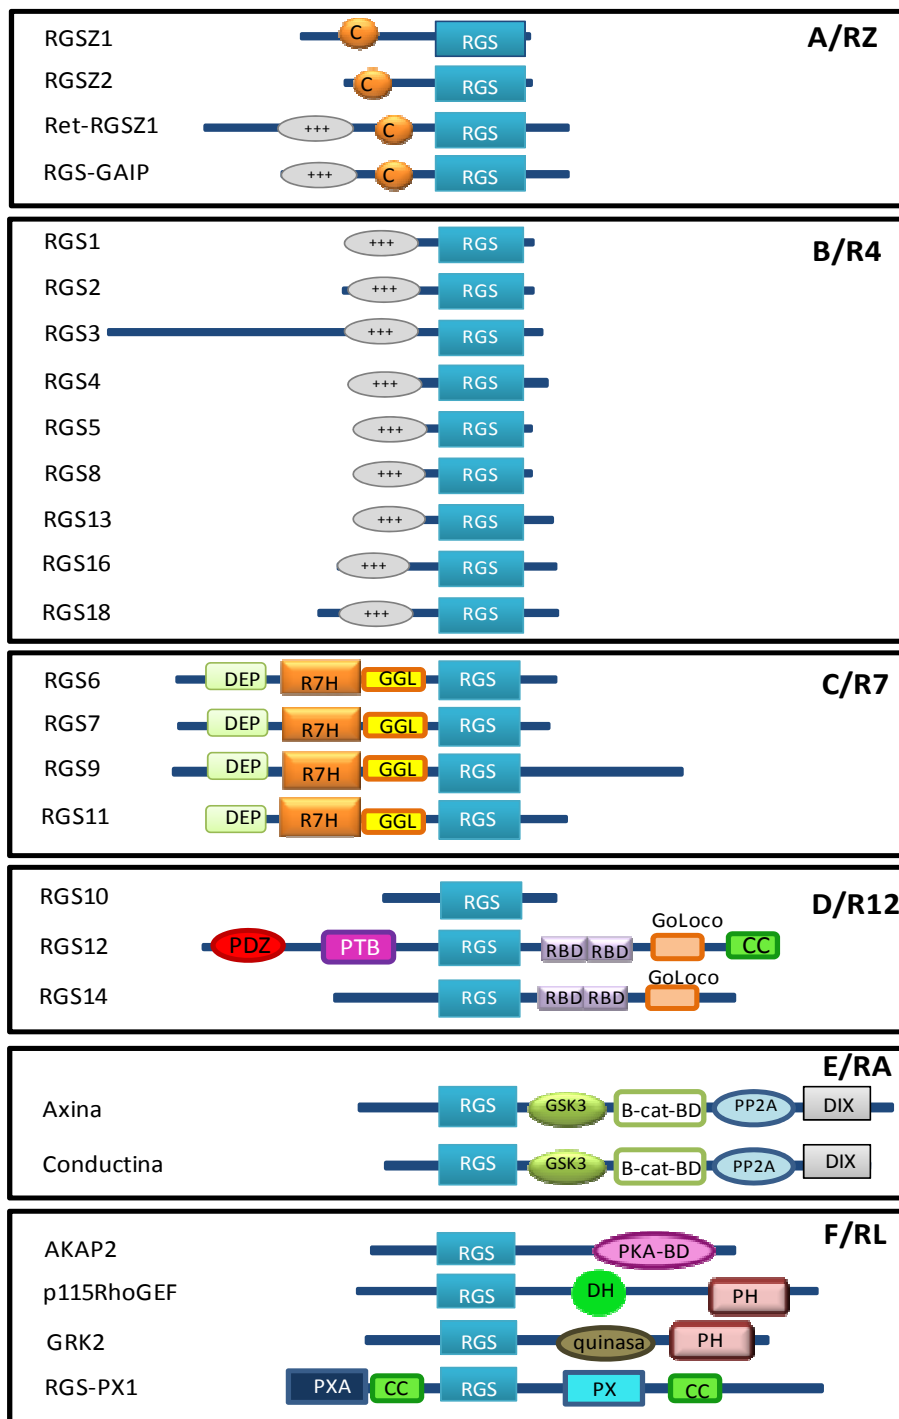 RGSZ1 C RGS A/RZ
RGSZ2 C RGS
Ret-RGSZ1 +++ C RGS
RGS-GAIP +++ C RGS
RGS1 +++ RGS B/R4
RGS2 +++ RGS
RGS3 +++ RGS
RGS4 +++ RGS
RGS5 +++ RGS
RGS8 +++ RGS
RGS13 +++ RGS
RGS16 +++ RGS
RGS18 +++ RGS
RGS6 DEP R7H GGL RGS C/R7
RGS7 DEP R7H GGL RGS
RGS9 DEP R7H GGL RGS
RGS11 DEP R7H GGL RGS
RGS10 RGS D/R12
GoLoco
RGS12 PDZ PTB RGS RBD RBD CC
GoLoco
RGS14 RGS RBD RBD
E/RA
Axina RGS GSK3 B-cat-BD PP2A DIX
Conductina RGS GSK3 B-cat-BD PP2A DIX
F/RL
AKAP2 RGS PKA-BD
p115RhoGEF RGS DH PH
GRK2 RGS quinasa PH
RGS-PX1 PXA CC RGS PX CC